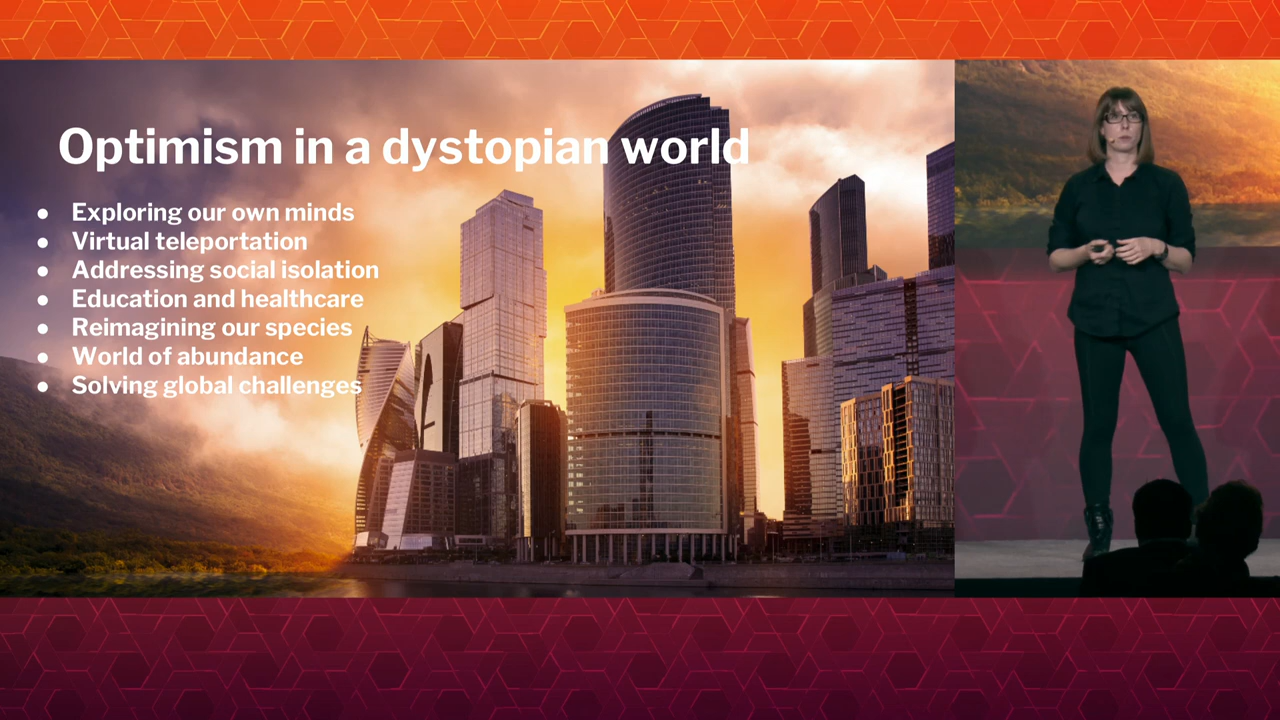 Optimism in a dystopian world
● Exploring our own minds
● Virtual teleportation
● Addressing social isolation
● Education and healthcare
● Reimagining our species
● World of abundance
● Solving global challenges